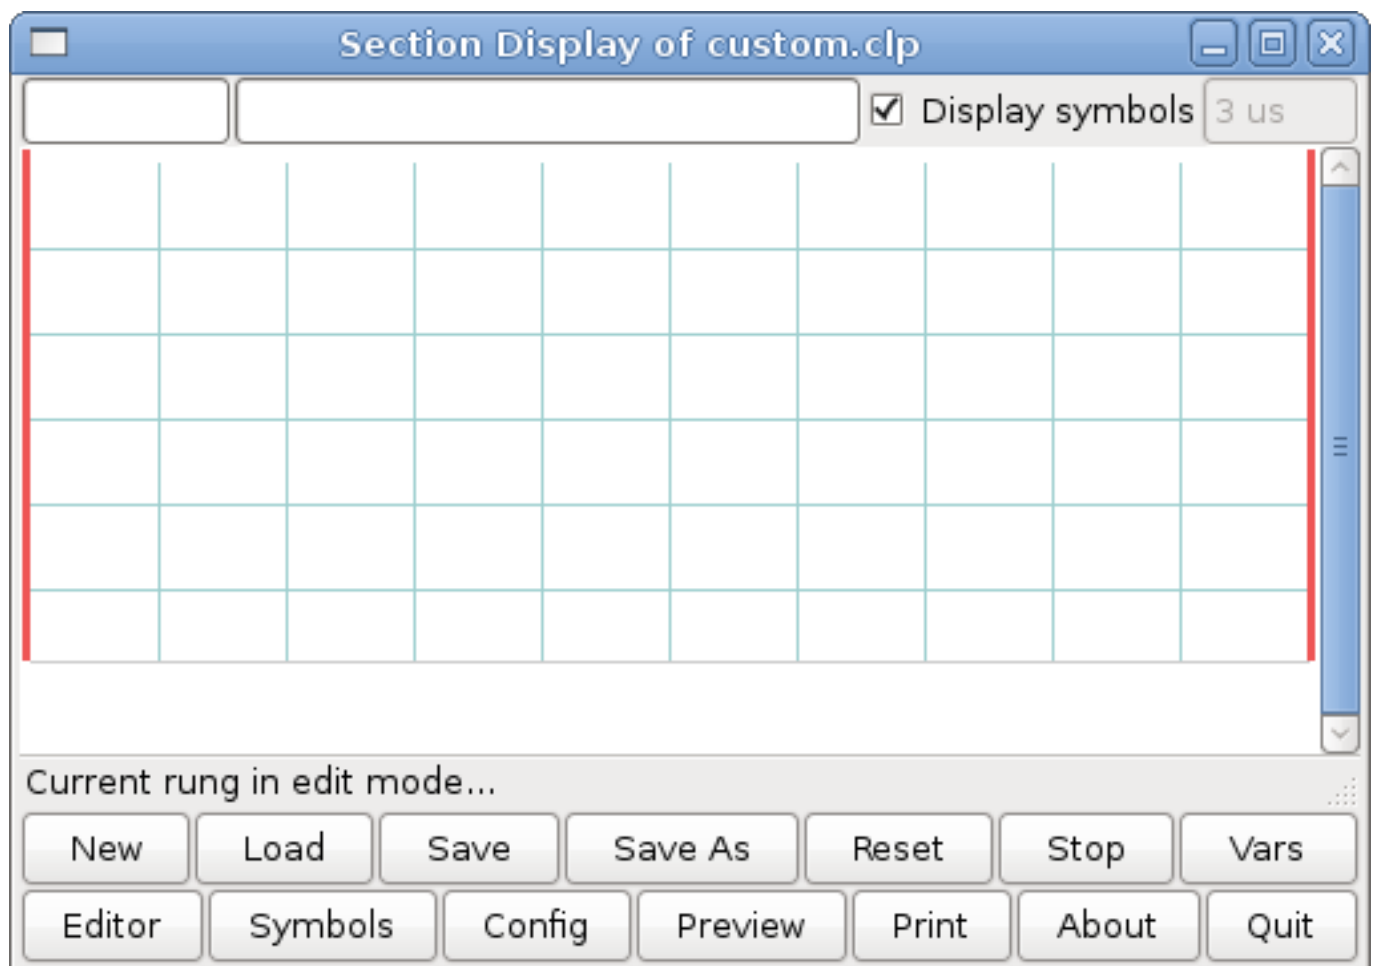 Section Display of custom.clp
Display symbols 3 us
Current rung in edit mode...
New Load Save Save As Reset Stop Vars
Editor Symbols Config Preview Print About Quit